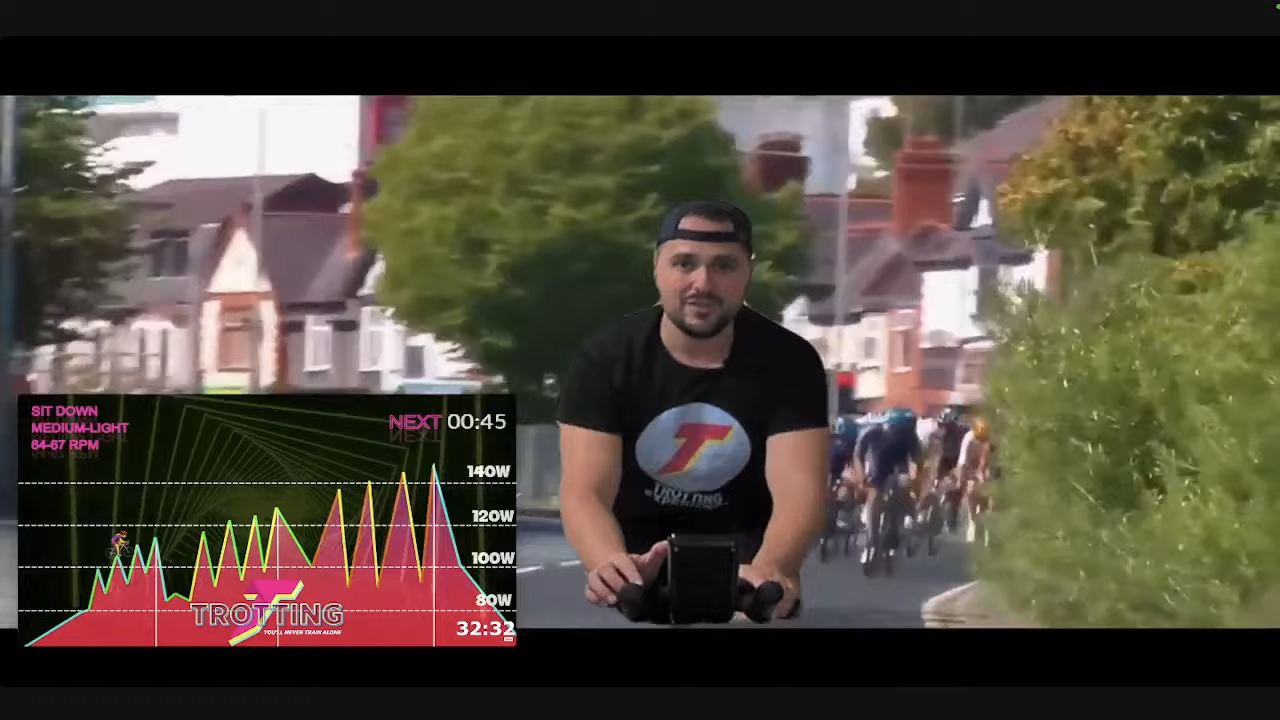 SIT DOWN
MEDIUM-LIGHT
64-67 RPM
NEXT 00:45
140W
120W
100W
80W
TROTTING
YOU'LL NEVER TRAIN ALONE
32:32
T
TROTTING